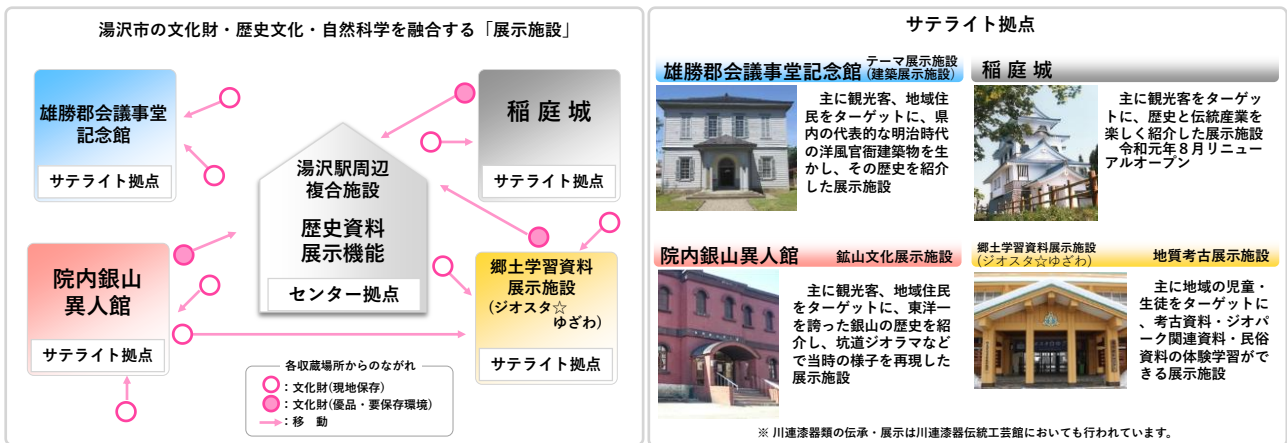 湯沢市の文化財・歴史文化・自然科学を融合する「展示施設」
雄勝郡会議事堂
記念館
サテライト拠点
稲庭城
サテライト拠点
湯沢駅周辺
複合施設
歴史資料
展示機能
センター拠点
院内銀山
異人館
サテライト拠点
郷土学習資料
展示施設
(ジオスタ☆
ゆざわ)
サテライト拠点
各収蔵場所からのながれ
:文化財(現地保存)
:文化財(優品・要保存環境)
:移 動
サテライト拠点
雄勝郡会議事堂記念館
テーマ展示施設
(建築展示施設)
主に観光客、地域住
民をターゲットに、県
内の代表的な明治時代
の洋風官衙建築物を生
かし、その歴史を紹介
した展示施設
稲庭城
主に観光客をターゲッ
トに、歴史と伝統産業を
楽しく紹介した展示施設
令和元年8月リニュー
アルオープン
院内銀山異人館 鉱山文化展示施設
主に観光客、地域住民
をターゲットに、東洋一
を誇った銀山の歴史を紹
介し、坑道ジオラマなど
で当時の様子を再現した
展示施設
郷土学習資料展示施設
(ジオスタ☆ゆざわ)
地質考古展示施設
主に地域の児童・
生徒をターゲットに
、考古資料・ジオパ
ーク関連資料・民俗
資料の体験学習がで
きる展示施設
※ 川連漆器類の伝承・展示は川連漆器伝統工芸館においても行われています。